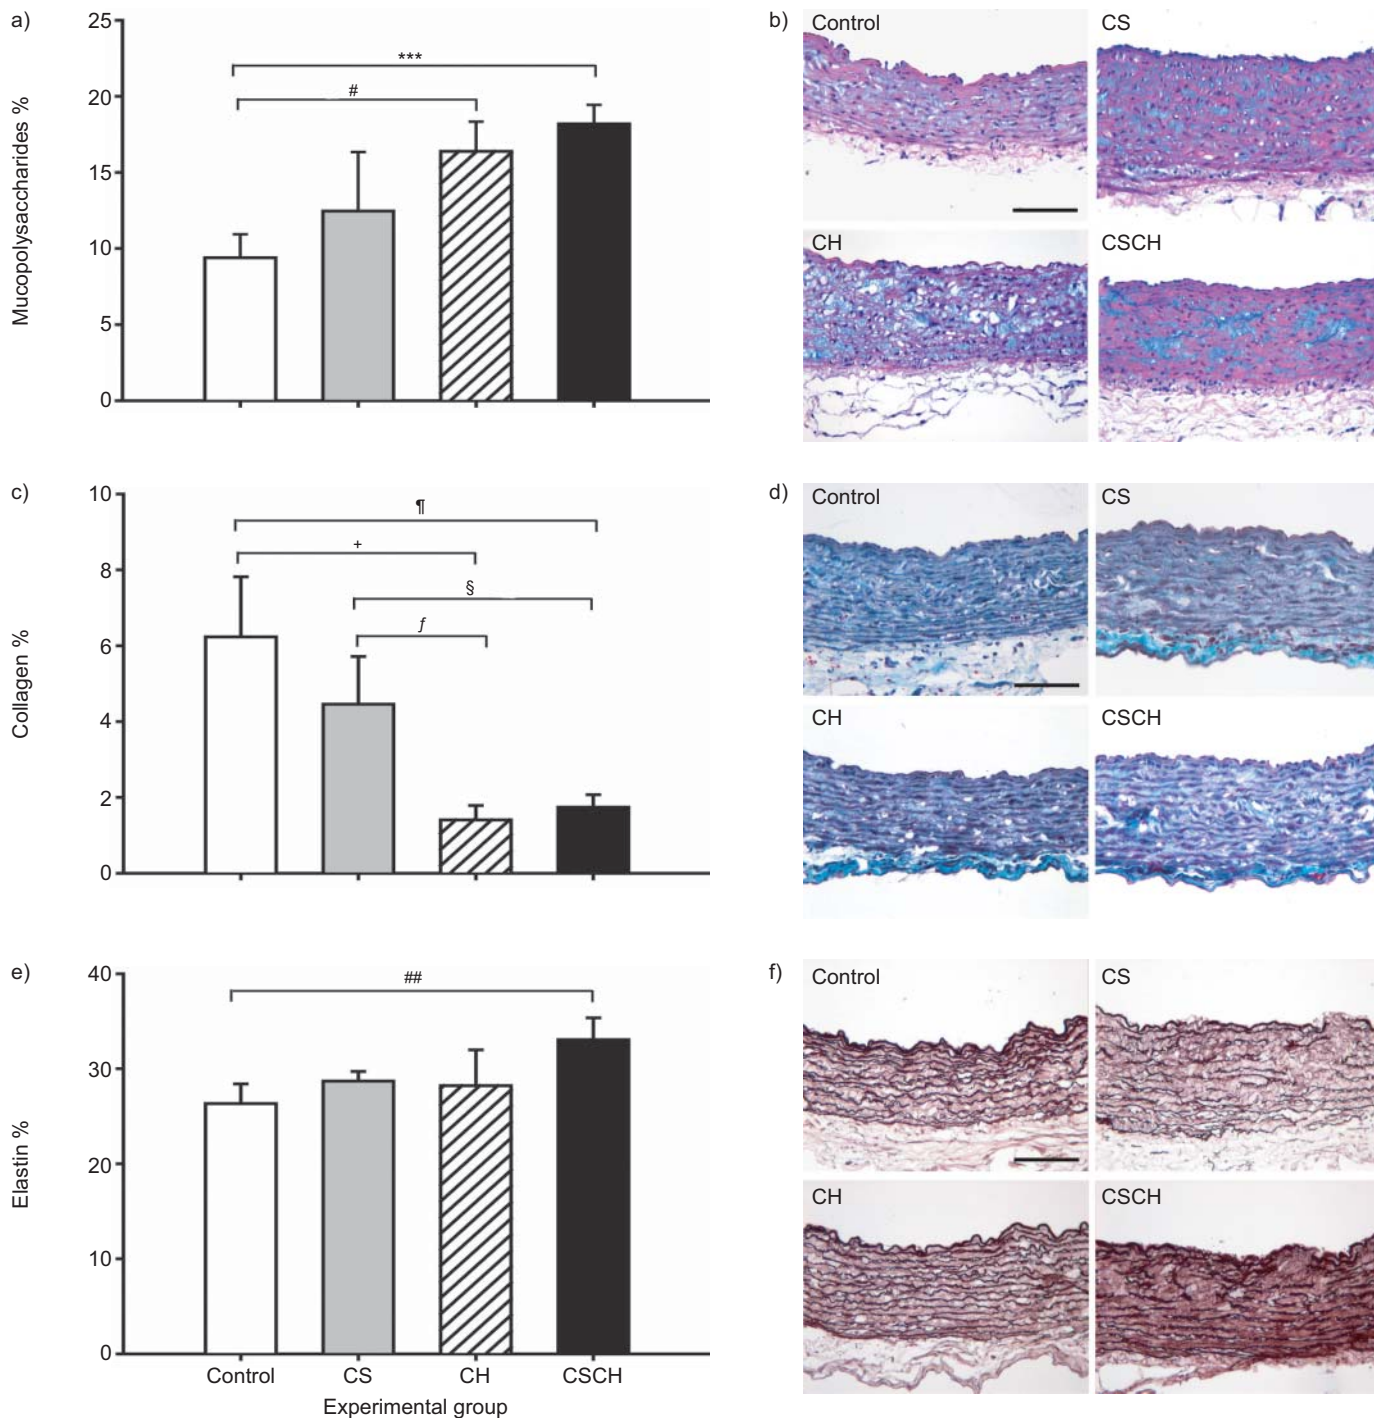 a)
25
20
15
10
5
0
Mucopolysaccharides %
***
#
b)
Control
CS
CH
CSCH
c)
10
8
6
4
2
0
Collagen %
¶
+
§
ƒ
d)
Control
CS
CH
CSCH
e)
40
30
20
10
0
Elastin %
##
Control CS CH CSCH
Experimental group
f)
Control
CS
CH
CSCH